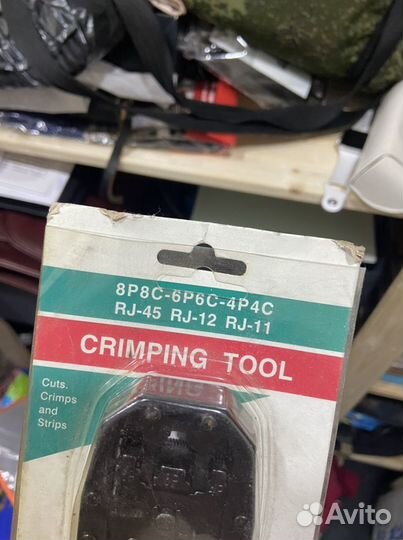 8P8C-6P6C-4P4C
RJ-45 RJ-12 RJ-11
CRIMPING TOOL
Cuts.
Crimps
and
Strips
Avito